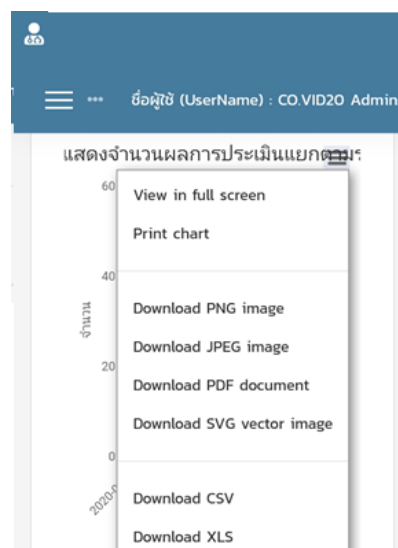 ชื่อผู้ใช้ (UserName) : CO.VID20 Admin
แสดงจำนวนผลการประเมินแยกตาม
60
View in full screen
Print chart
40
Download PNG image
จำนวน
Download JPEG image
20
Download PDF document
Download SVG vector image
0
2020-0
Download CSV
Download XLS